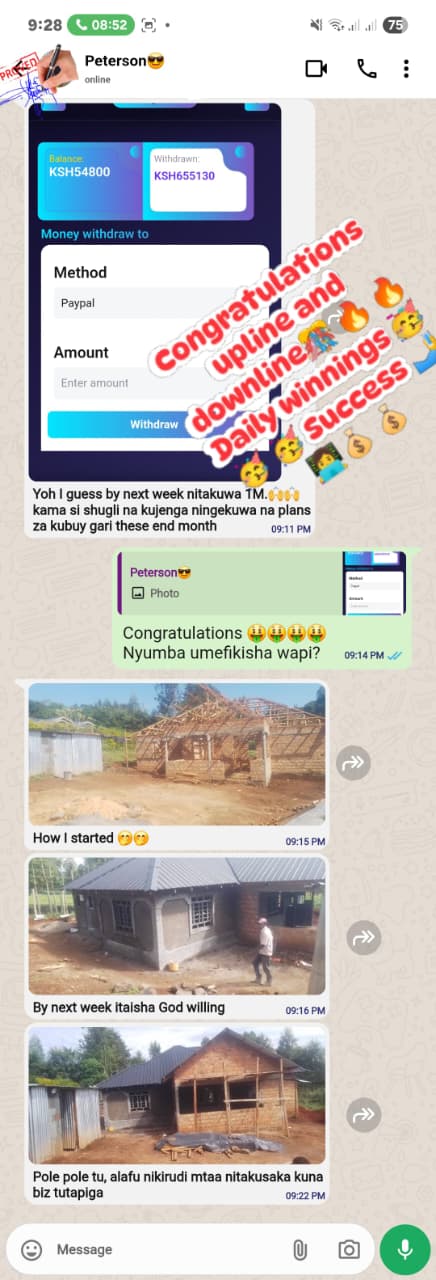 9:28 08:52 75
PROVED
Peterson😎
online
Balance:
KSH54800
Withdrawn:
KSH655130
Money withdraw to
Method
Paypal
Amount
Enter amount
Withdraw
Congratulations
upline and
downline
Daily winnings
Success
Yoh I guess by next week nitakuwa 1M.🙌🙌
kama si shugli na kujenga ningekuwa na plans
za kubuy gari these end month 09:11 PM
Peterson😎
Photo
Congratulations 🤑🤑🤑🤑
Nyumba umefikisha wapi? 09:14 PM
How I started 🤭🤭 09:15 PM
By next week itaisha God willing 09:16 PM
Pole pole tu, alafu nikirudi mtaa nitakusaka kuna
biz tutapiga 09:22 PM
Message